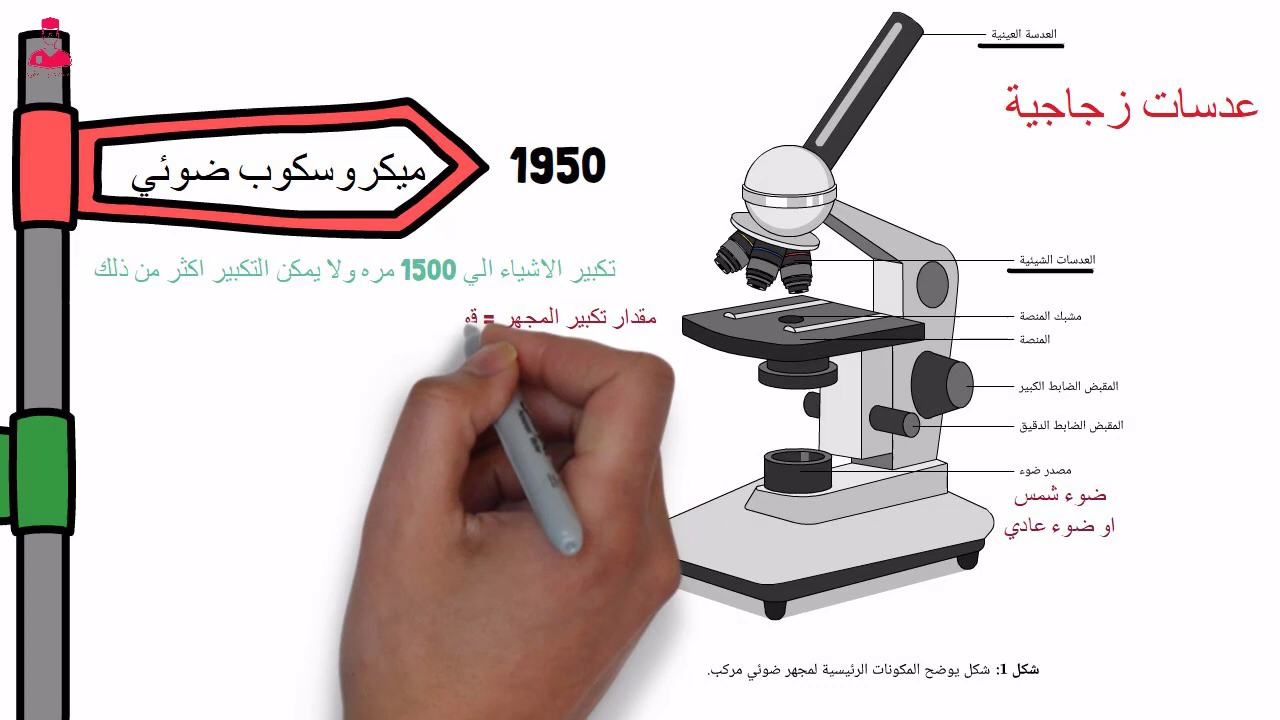 العدسة العينية
عدسات زجاجية
ميكروسكوب ضوئي
1950
العدسات الشيئية
تكبير الاشياء الي 1500 مره ولا يمكن التكبير اكثر من ذلك
مقدار تكبير المجهر =
مشبك المنصة
المنصة
المقبض الضابط الكبير
المقبض الضابط الدقيق
مصدر ضوء
ضوء شمس
او ضوء عادي
شكل 1: شكل يوضح المكونات الرئيسية لمجهر ضوئي مركب.